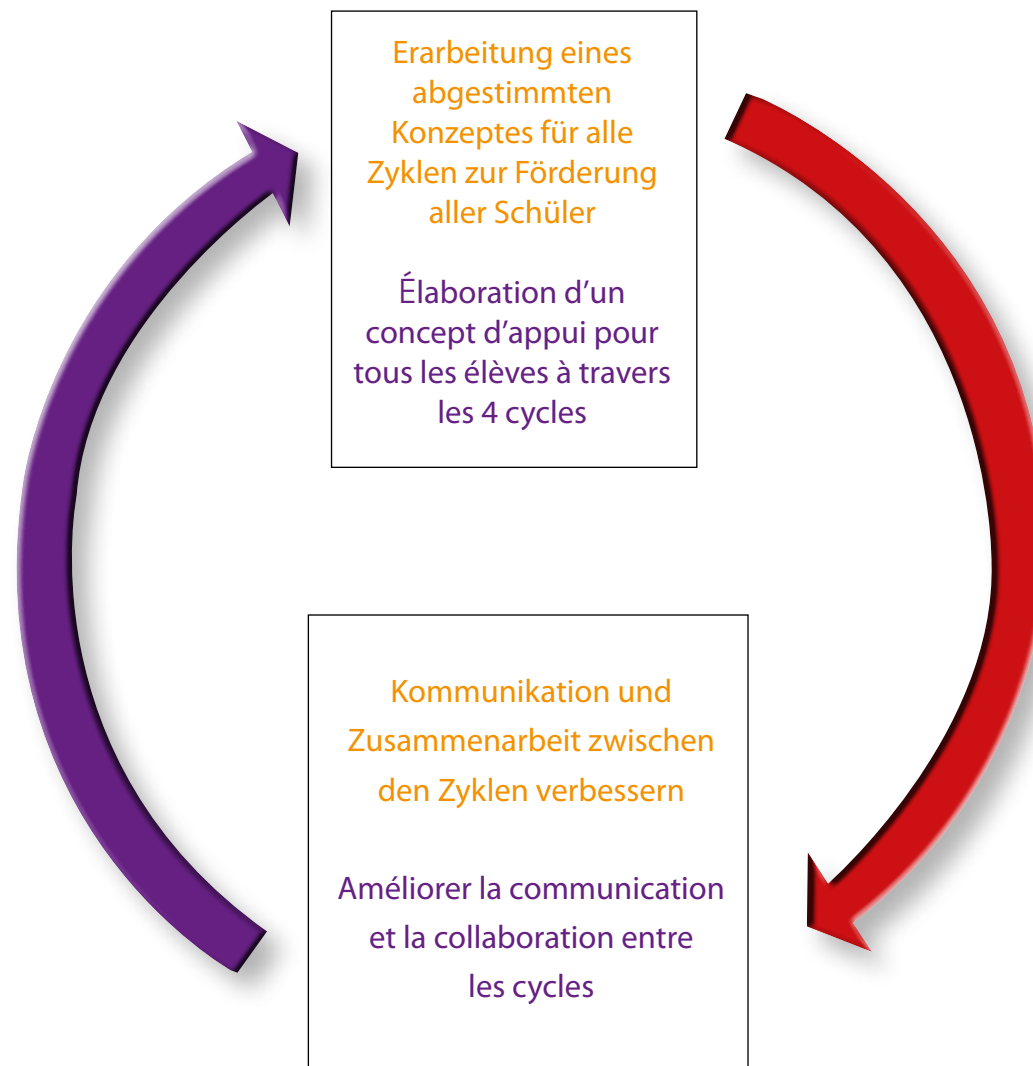 Erarbeitung eines
abgestimmten
Konzeptes für alle
Zyklen zur Förderung
aller Schüler
Élaboration d’un
concept d’appui pour
tous les élèves à travers
les 4 cycles
Kommunikation und
Zusammenarbeit zwischen
den Zyklen verbessern
Améliorer la communication
et la collaboration entre
les cycles